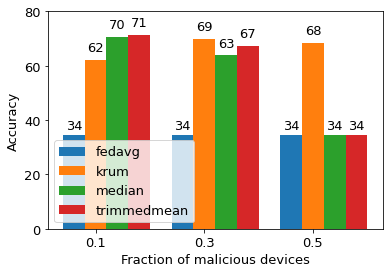 80
60
40
20
0
Accuracy
34 62 70 71
34 69 63 67
34 68 34 34
fedavg
krum
median
trimmedmean
0.1 0.3 0.5
Fraction of malicious devices